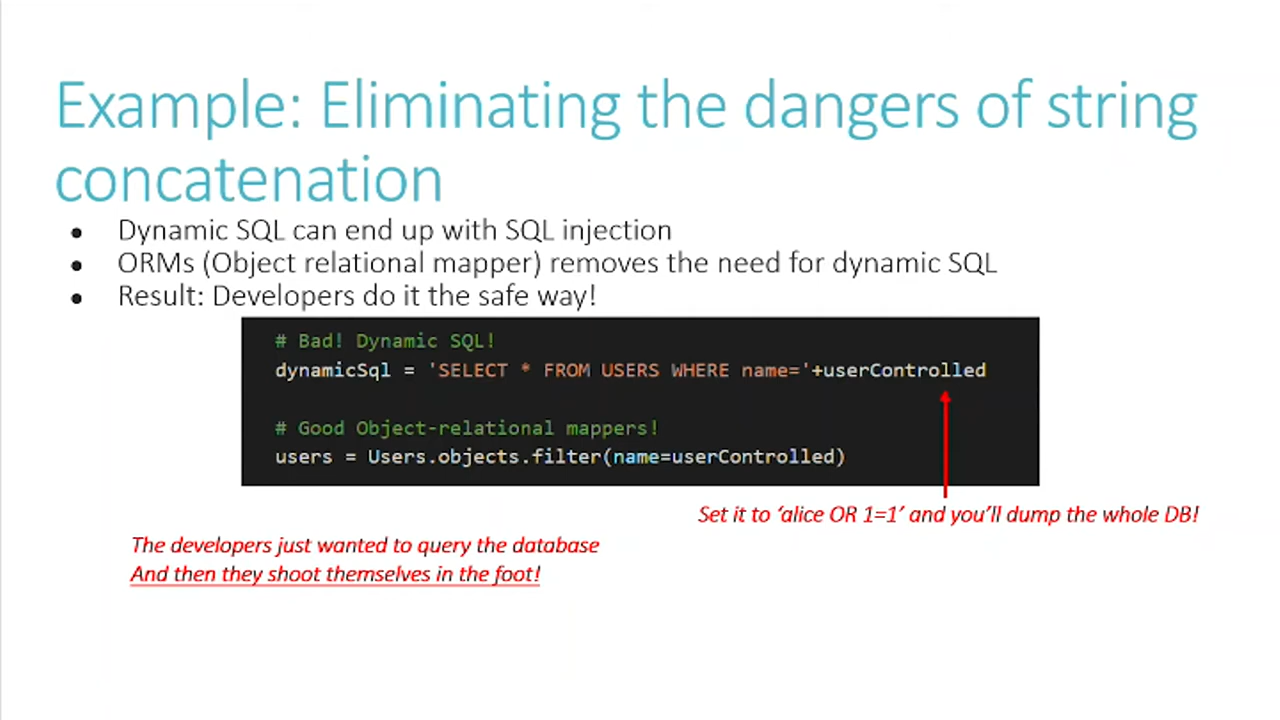 Example: Eliminating the dangers of string
concatenation
● Dynamic SQL can end up with SQL injection
● ORMs (Object relational mapper) removes the need for dynamic SQL
● Result: Developers do it the safe way!
# Bad! Dynamic SQL!
dynamicSql = 'SELECT * FROM USERS WHERE name='+userControlled
# Good Object-relational mappers!
users = Users.objects.filter(name=userControlled)
Set it to ‘alice OR 1=1’ and you’ll dump the whole DB!
The developers just wanted to query the database
And then they shoot themselves in the foot!